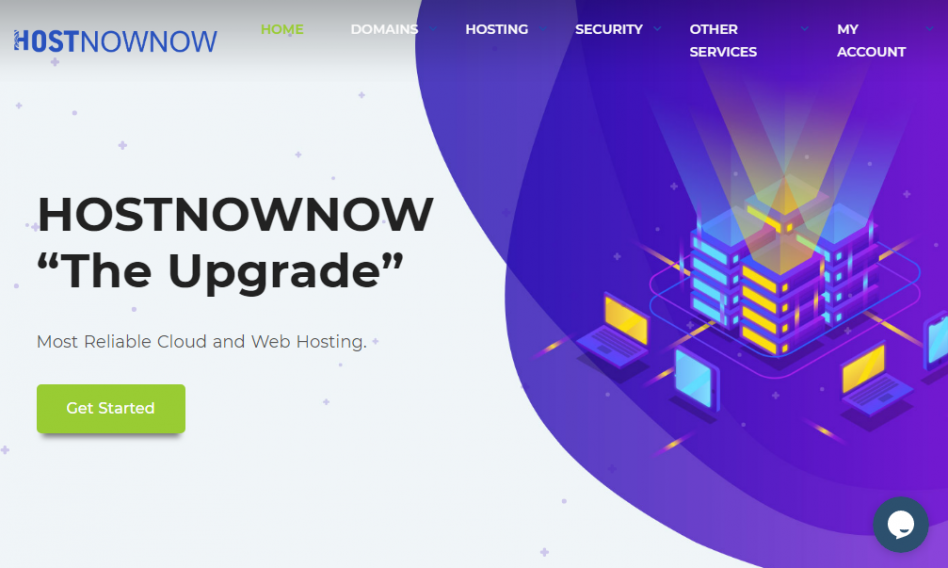 HOSTNOWNOW
HOME
DOMAINS
HOSTING
SECURITY
OTHER
SERVICES
MY
ACCOUNT
HOSTNOWNOW
“The Upgrade”
Most Reliable Cloud and Web Hosting.
Get Started